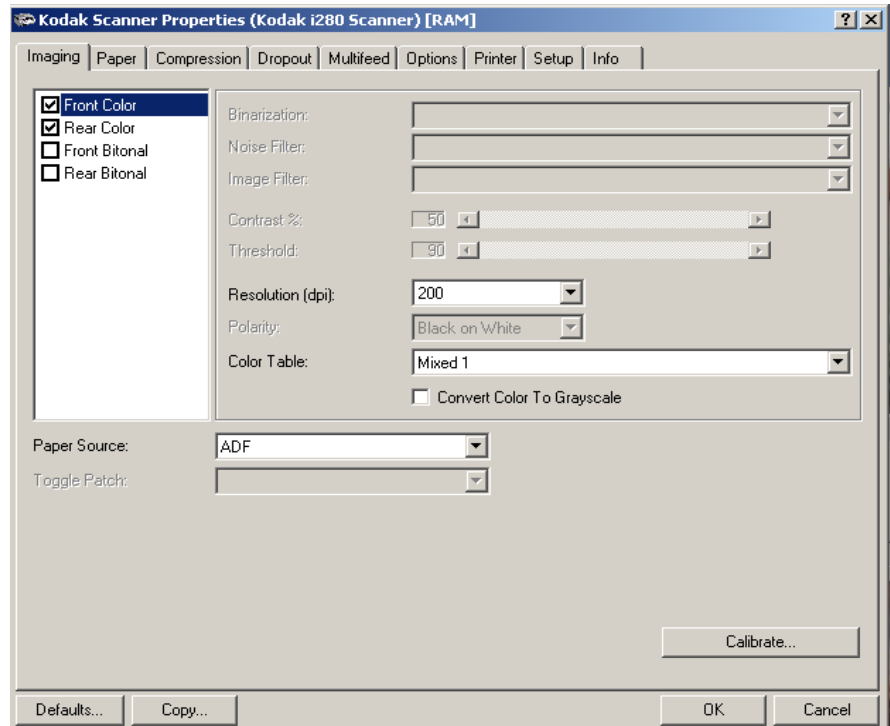 Kodak Scanner Properties (Kodak i280 Scanner) [RAM]
Imaging Paper Compression Dropout Multifeed Options Printer Setup Info
Front Color
Rear Color
Front Bitonal
Rear Bitonal
Binarization:
Noise Filter:
Image Filter:
Contrast %: 50
Threshold: 90
Resolution (dpi): 200
Polarity: Black on White
Color Table: Mixed 1
Convert Color To Grayscale
Paper Source: ADF
Toggle Patch:
Calibrate...
Defaults... Copy... OK Cancel